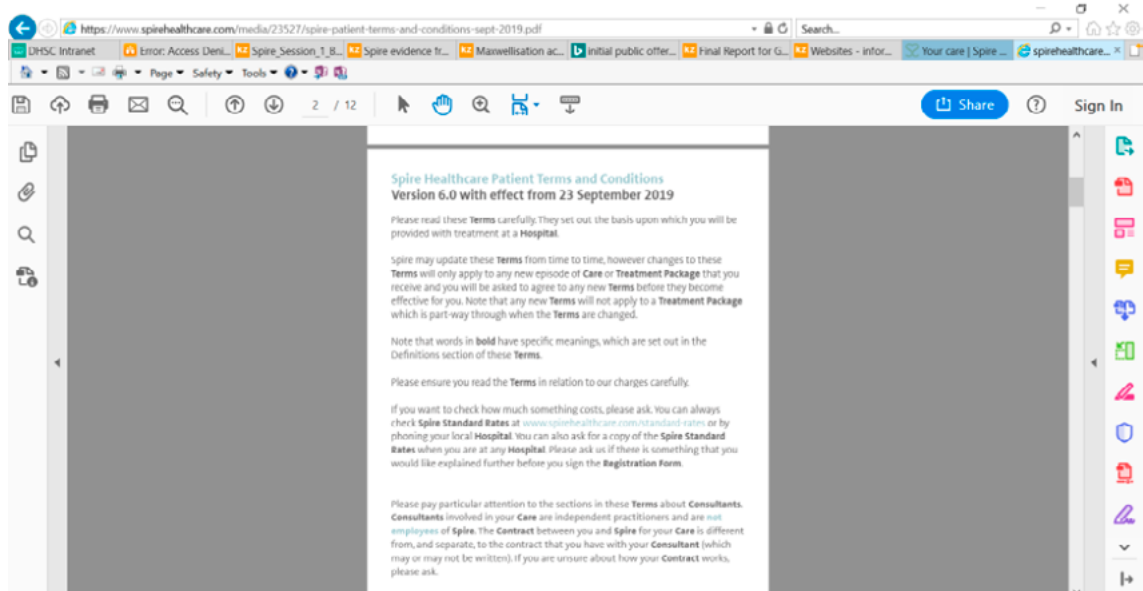 https://www.spirehealthcare.com/media/23527/spire-patient-terms-and-conditions-sept-2019.pdf
Search...
DHSC Intranet
Error: Access Deni...
Spire_Session_1_8...
Spire evidence fr...
Maxwellisation ac...
initial public offer...
Final Report for G...
Websites - infor...
Your care | Spire ...
spirehealthcare...
Page Safety Tools
2 / 12
Share
Sign In
Spire Healthcare Patient Terms and Conditions
Version 6.0 with effect from 23 September 2019
Please read these Terms carefully. They set out the basis upon which you will be
provided with treatment at a Hospital.
Spire may update these Terms from time to time, however changes to these
Terms will only apply to any new episode of Care or Treatment Package that you
receive and you will be asked to agree to any new Terms before they become
effective for you. Note that any new Terms will not apply to a Treatment Package
which is part-way through when the Terms are changed.
Note that words in bold have specific meanings, which are set out in the
Definitions section of these Terms.
Please ensure you read the Terms in relation to our charges carefully.
If you want to check how much something costs, please ask. You can always
check Spire Standard Rates at www.spirehealthcare.com/standard-rates or by
phoning your local Hospital. You can also ask for a copy of the Spire Standard
Rates when you are at any Hospital. Please ask us if there is something that you
would like explained further before you sign the Registration Form.
Please pay particular attention to the sections in these Terms about Consultants.
Consultants involved in your Care are independent practitioners and are not
employees of Spire. The Contract between you and Spire for your Care is different
from, and separate, to the contract that you have with your Consultant (which
may or may not be written). If you are unsure about how your Contract works,
please ask.